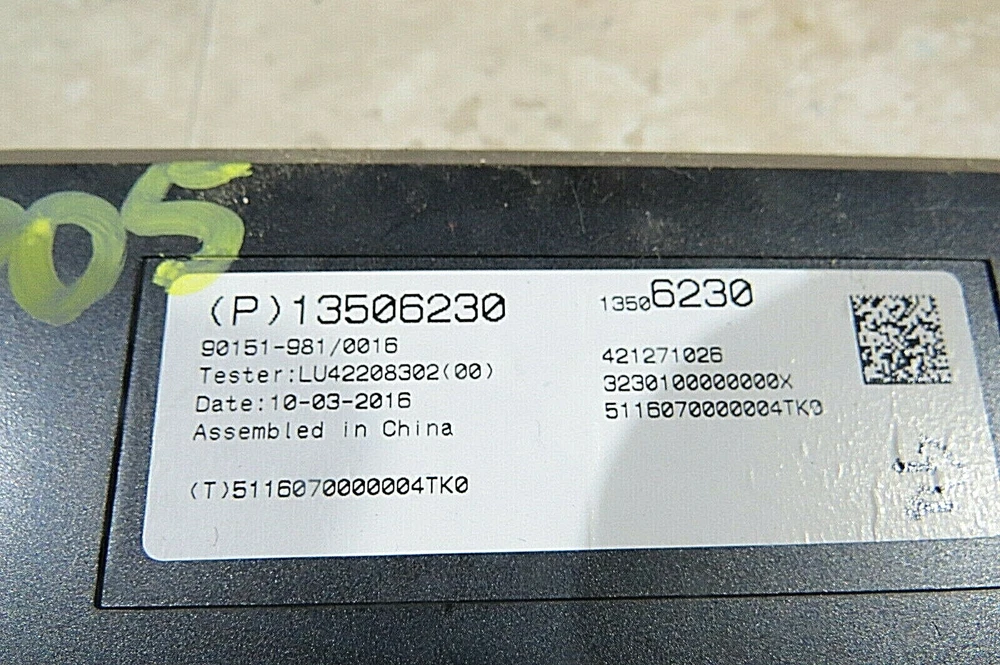 05
(P)13506230
90151-981/0016
Tester:LU42208302(00)
Date:10-03-2016
Assembled in China
(T)5116070000004TK0
13506230
421271026
3230100000000X
5116070000004TK0